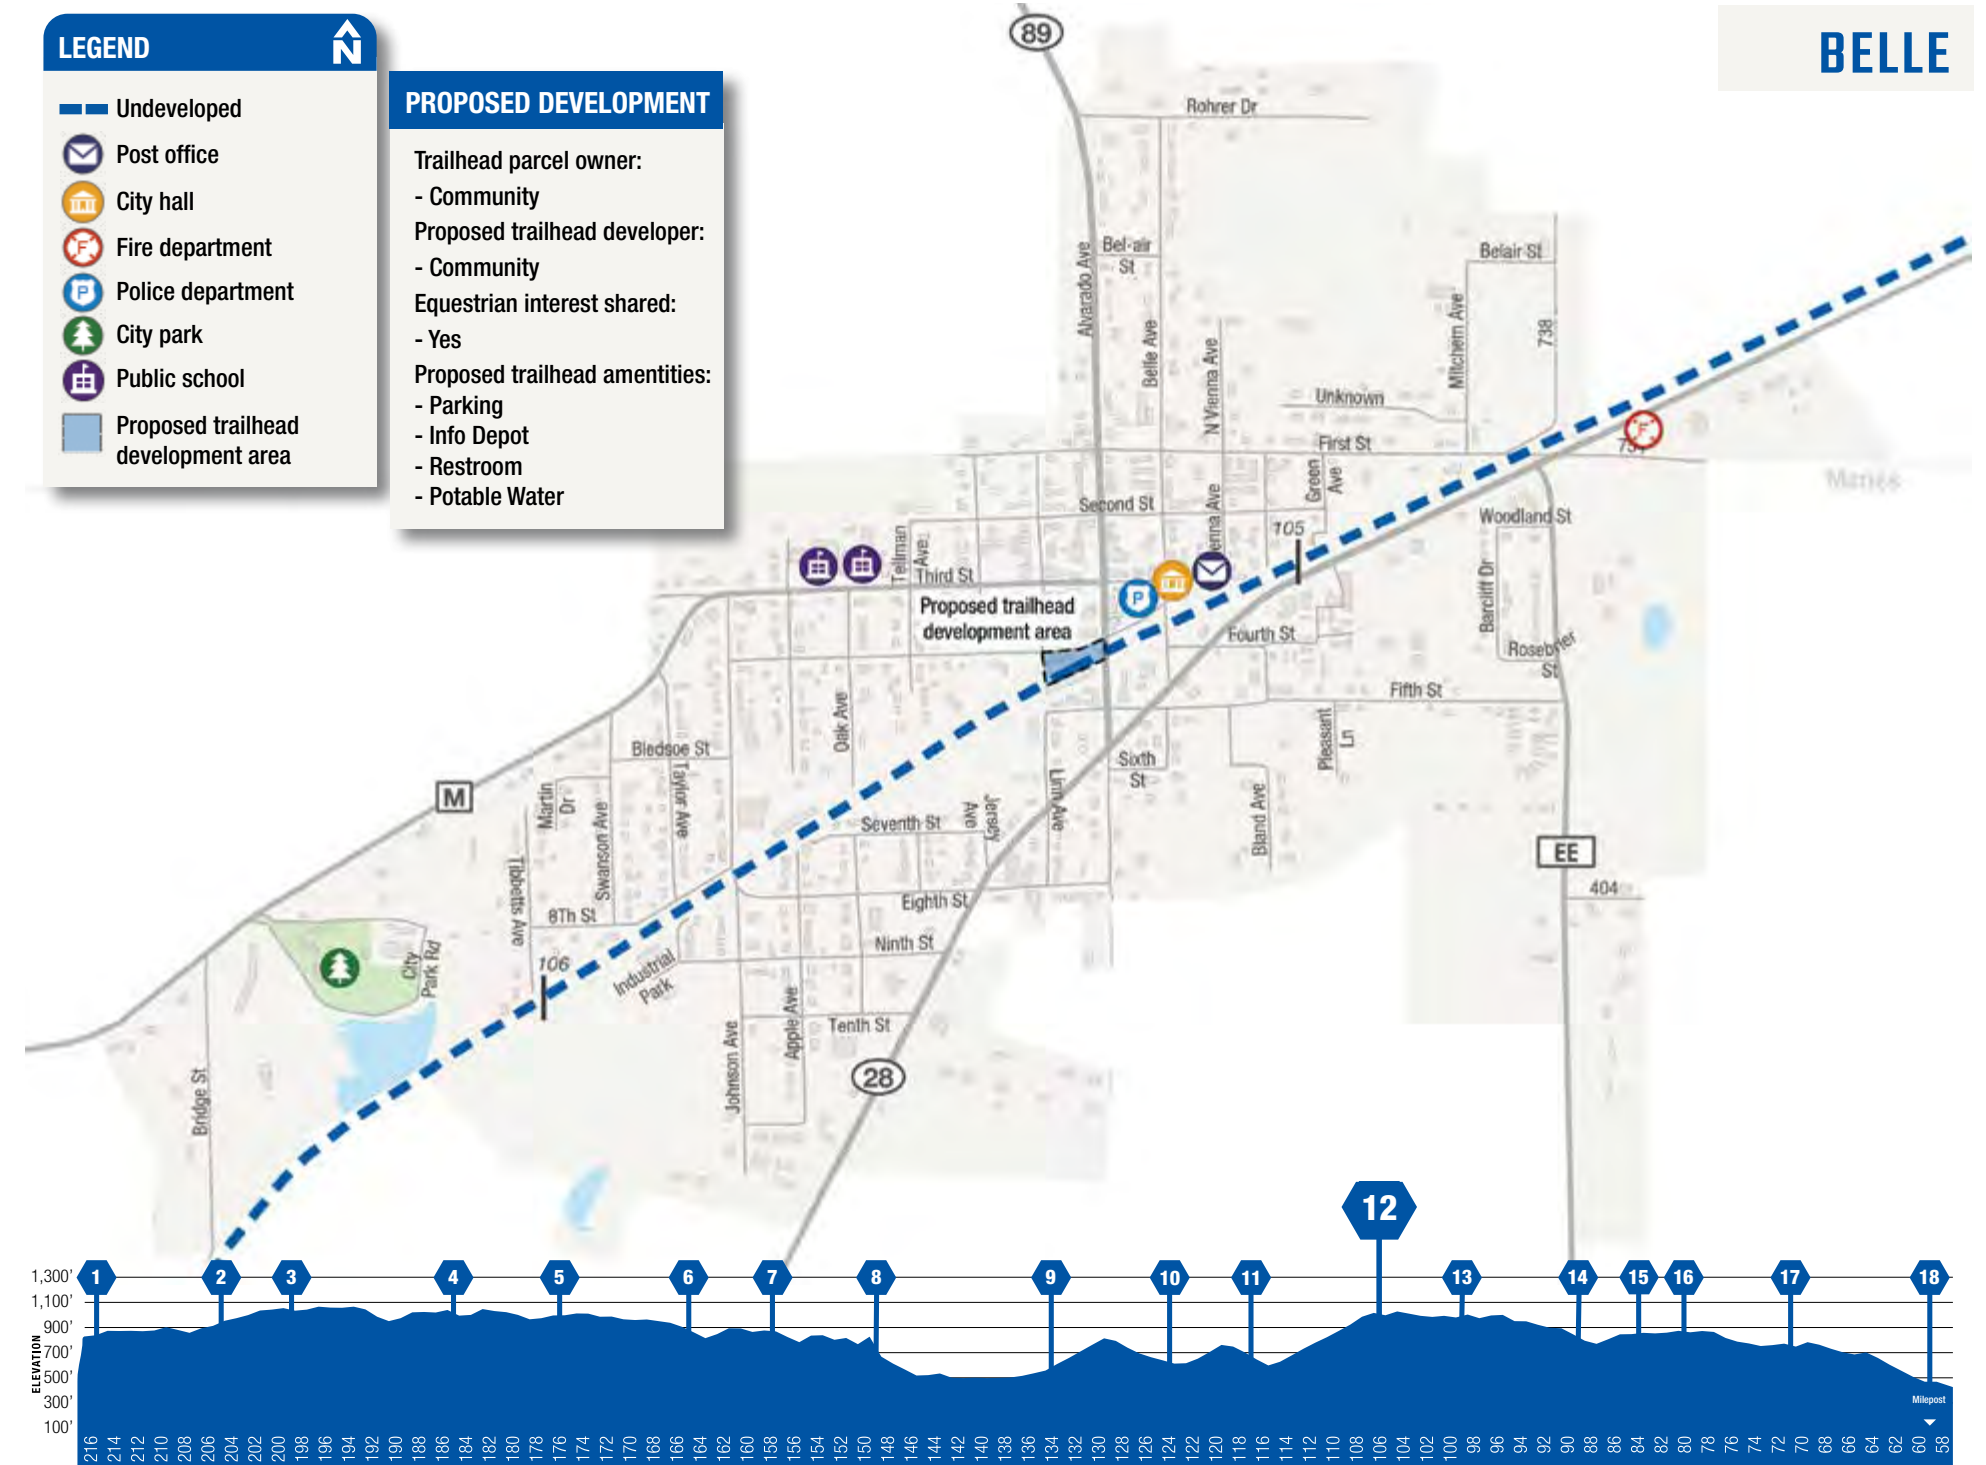 LEGEND
N
Undeveloped
Post office
City hall
F
Fire department
P
Police department
City park
Public school
Proposed trailhead
development area
PROPOSED DEVELOPMENT
Trailhead parcel owner:
- Community
Proposed trailhead developer:
- Community
Equestrian interest shared:
- Yes
Proposed trailhead amentities:
- Parking
- Info Depot
- Restroom
- Potable Water
BELLE
89
Rohrer Dr
Bel-air
St
Alvarado Ave
Belle Ave
N Vienna Ave
Belair St
Mitchem Ave
738
Unknown
First St
F
Maries
Second St
Green
Ave
105
Woodland St
Tellman
Ave
Third St
Barcliff Dr
Proposed trailhead
development area
P
Fourth St
Rosebrier
St
Fifth St
Oak Ave
Pleasant
Ln
Bledsoe St
Sixth
St
M
Martin
Dr
Taylor Ave
Swanson Ave
Linn Ave
Jersey
Ave
Seventh St
Bland Ave
EE
404
Tibbetts Ave
8Th St
Eighth St
Ninth St
City
Park Rd
106
Industrial
Park
Tenth St
Johnson Ave
Apple Ave
Bridge St
28
12
1 2 3 4 5 6 7 8 9 10 11 13 14 15 16 17 18
ELEVATION
1,300'
1,100'
900'
700'
500'
300'
100'
Milepost
216 214 212 210 208 206 204 202 200 198 196 194 192 190 188 186 184 182 180 178 176 174 172 170 168 166 164 162 160 158 156 154 152 150 148 146 144 142 140 138 136 134 132 130 128 126 124 122 120 118 116 114 112 110 108 106 104 102 100 98 96 94 92 90 88 86 84 82 80 78 76 74 72 70 68 66 64 62 60 58